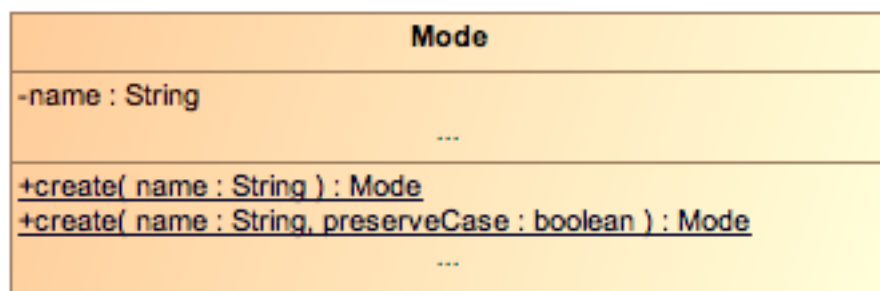 Mode
-name : String
...
+create( name : String ) : Mode
+create( name : String, preserveCase : boolean ) : Mode
...